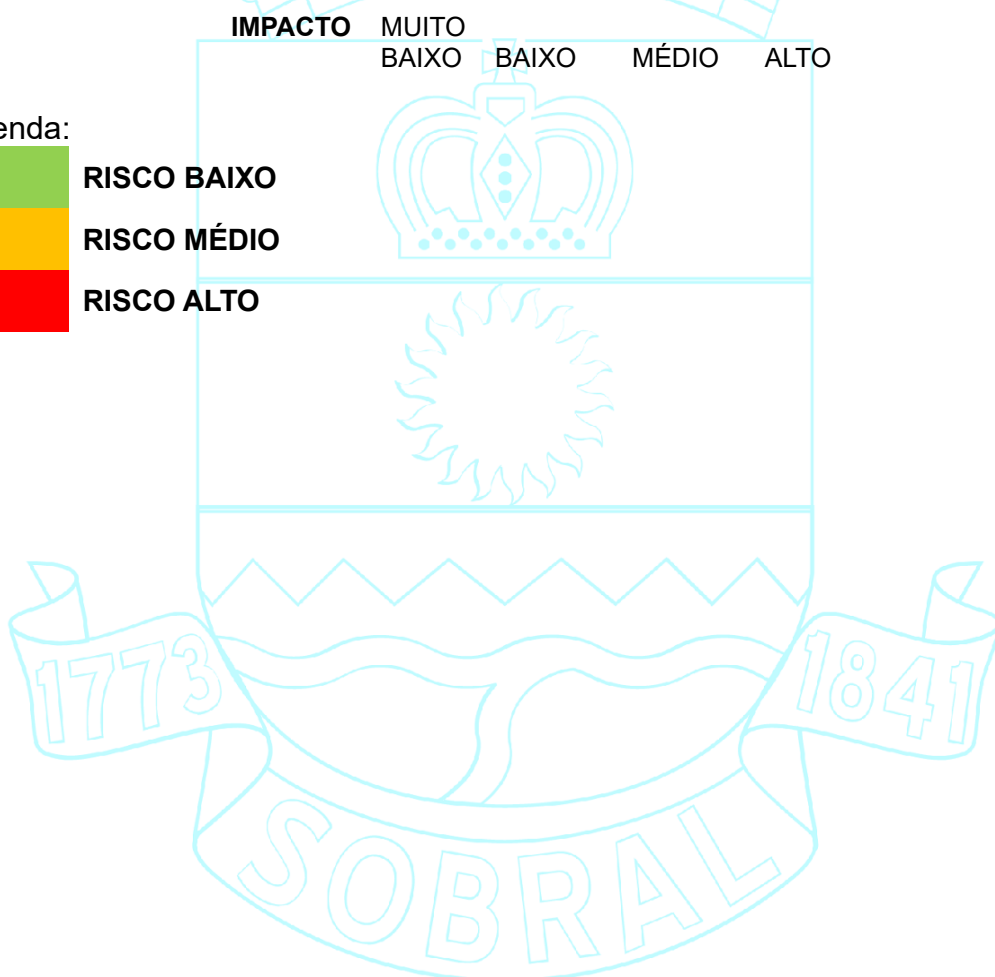 IMPACTO MUITO
BAIXO BAIXO MÉDIO ALTO
enda:
RISCO BAIXO
RISCO MÉDIO
RISCO ALTO
1773 1841
SOBRAL